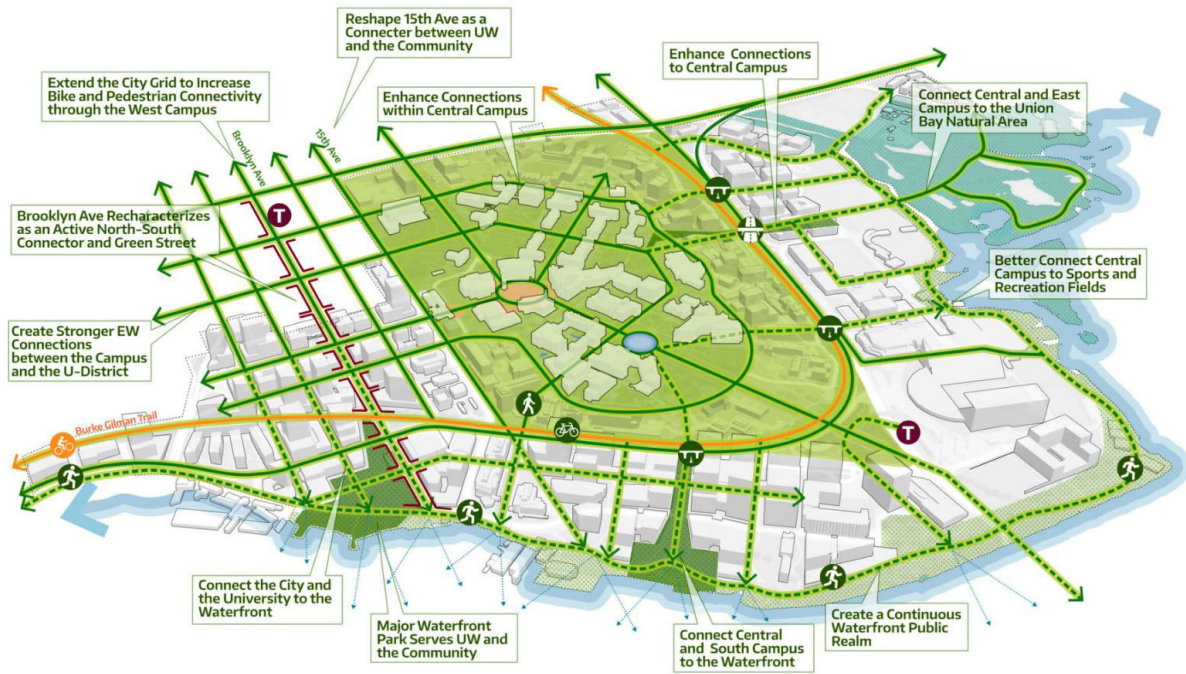 Reshape 15th Ave as a
Connecter between UW
and the Community
Extend the City Grid to Increase
Bike and Pedestrian Connectivity
through the West Campus
Enhance Connections
within Central Campus
Enhance Connections
to Central Campus
Connect Central and East
Campus to the Union
Bay Natural Area
Brooklyn Ave
15th Ave
T
Brooklyn Ave Recharacterizes
as an Active North-South
Connector and Green Street
Better Connect Central
Campus to Sports and
Recreation Fields
Create Stronger EW
Connections
between the Campus
and the U-District
Burke Gilman Trail
T
Connect the City and
the University to the
Waterfront
Major Waterfront
Park Serves UW and
the Community
Connect Central
and South Campus
to the Waterfront
Create a Continuous
Waterfront Public
Realm